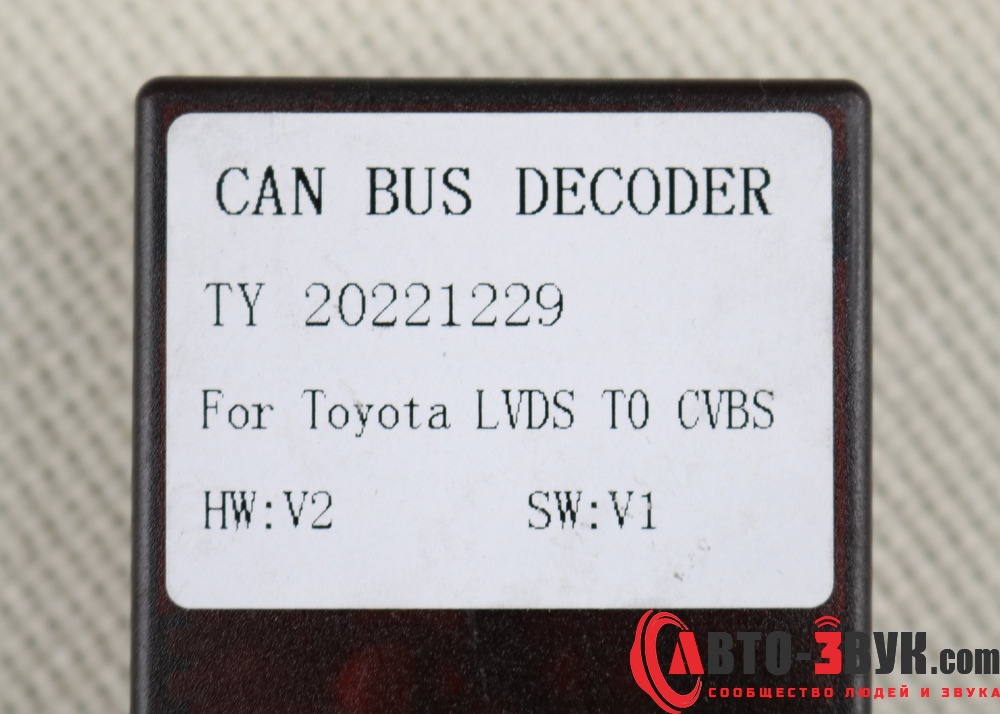 CAN BUS DECODER
TY 20221229
For Toyota LVDS TO CVBS
HW:V2 SW:V1
АВТО-ЗВУК.com
СООБЩЕСТВО ЛЮДЕЙ И ЗВУКА